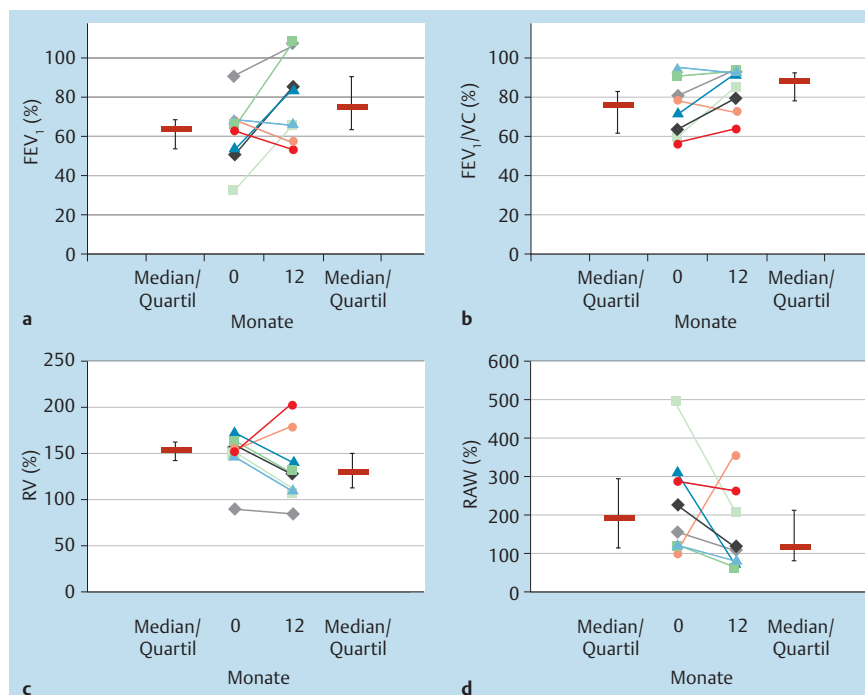 FEV₁ (%)
100
80
60
40
20
0
Median/ 0 12 Median/
Quartil Quartil
a Monate
FEV₁/VC (%)
100
80
60
40
20
0
Median/ 0 12 Median/
Quartil Quartil
b Monate
RV (%)
250
200
150
100
50
0
Median/ 0 12 Median/
Quartil Quartil
Monate
c
RAW (%)
600
500
400
300
200
100
0
Median/ 0 12 Median/
Quartil Quartil
Monate
d